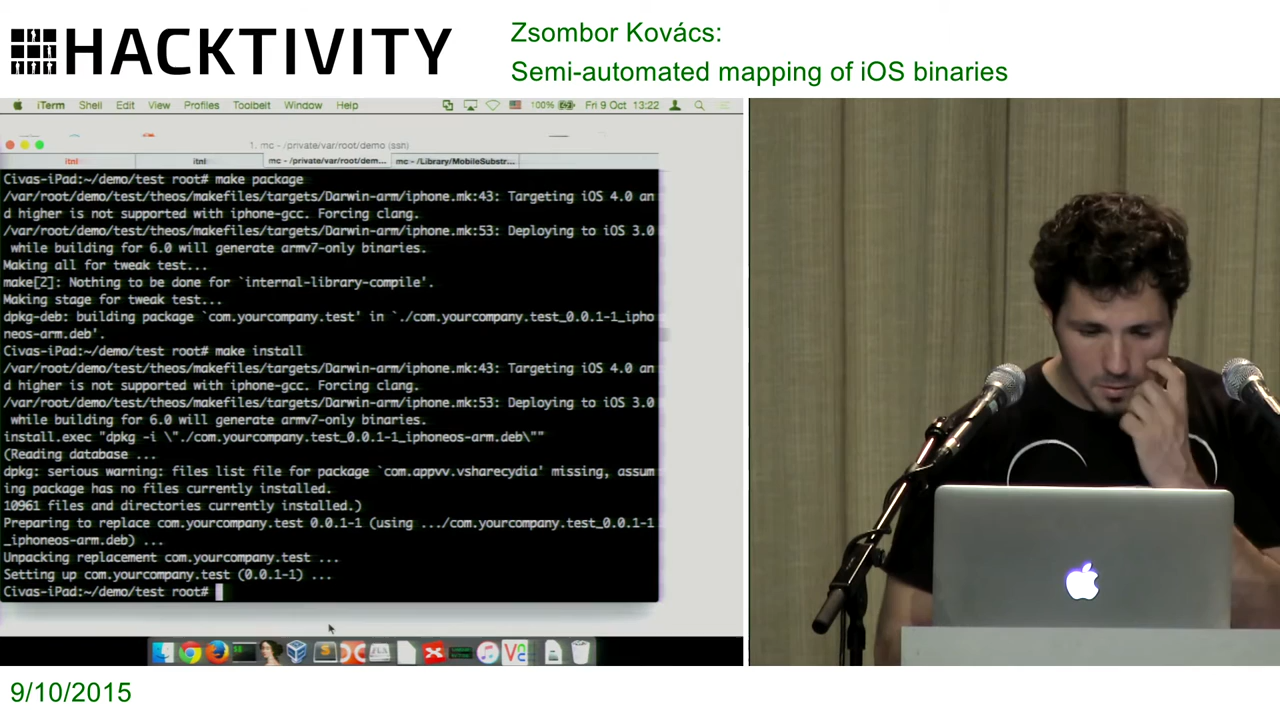 HACKTIVITY
Zsombor Kovács:
Semi-automated mapping of iOS binaries
iTerm Shell Edit View Profiles Toolbelt Window Help 100% Fri 9 Oct 13:22
1. mc - /private/var/root/demo (ssh)
itnl itnl mc - /private/var/root/dem... mc - /Library/MobileSubstr...
Civas-iPad:~/demo/test root# make package
/var/root/demo/test/theos/makefiles/targets/Darwin-arm/iphone.mk:43: Targeting iOS 4.0 an
d higher is not supported with iphone-gcc. Forcing clang.
/var/root/demo/test/theos/makefiles/targets/Darwin-arm/iphone.mk:53: Deploying to iOS 3.0
while building for 6.0 will generate armv7-only binaries.
Making all for tweak test...
make[2]: Nothing to be done for `internal-library-compile'.
Making stage for tweak test...
dpkg-deb: building package `com.yourcompany.test' in `./com.yourcompany.test_0.0.1-1_ipho
neos-arm.deb'.
Civas-iPad:~/demo/test root# make install
/var/root/demo/test/theos/makefiles/targets/Darwin-arm/iphone.mk:43: Targeting iOS 4.0 an
d higher is not supported with iphone-gcc. Forcing clang.
/var/root/demo/test/theos/makefiles/targets/Darwin-arm/iphone.mk:53: Deploying to iOS 3.0
while building for 6.0 will generate armv7-only binaries.
install.exec "dpkg -i \"./com.yourcompany.test_0.0.1-1_iphoneos-arm.deb\""
(Reading database ...
dpkg: serious warning: files list file for package `com.appvv.vsharecydia' missing, assum
ing package has no files currently installed.
10961 files and directories currently installed.)
Preparing to replace com.yourcompany.test 0.0.1-1 (using .../com.yourcompany.test_0.0.1-1
_iphoneos-arm.deb) ...
Unpacking replacement com.yourcompany.test ...
Setting up com.yourcompany.test (0.0.1-1) ...
Civas-iPad:~/demo/test root#
9/10/2015